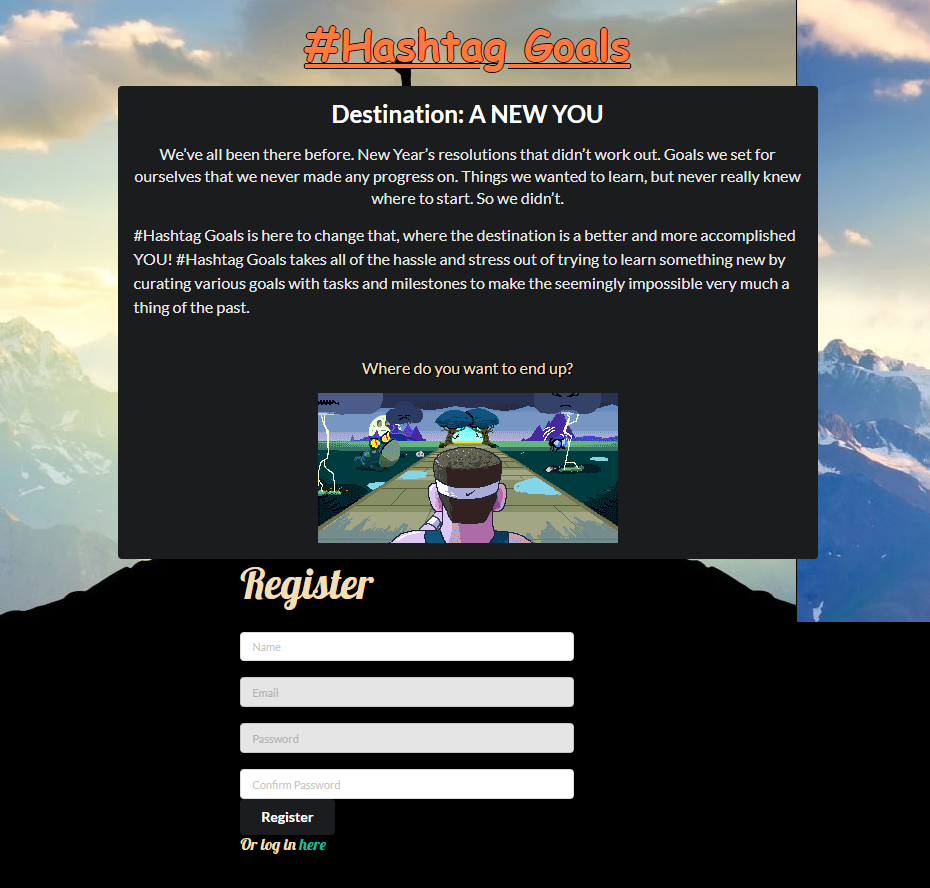 #Hashtag Goals
Destination: A NEW YOU
We’ve all been there before. New Year’s resolutions that didn’t work out. Goals we set for
ourselves that we never made any progress on. Things we wanted to learn, but never really knew
where to start. So we didn’t.
#Hashtag Goals is here to change that, where the destination is a better and more accomplished
YOU! #Hashtag Goals takes all of the hassle and stress out of trying to learn something new by
curating various goals with tasks and milestones to make the seemingly impossible very much a
thing of the past.
Where do you want to end up?
Register
Name
Email
Password
Confirm Password
Register
Or log in here